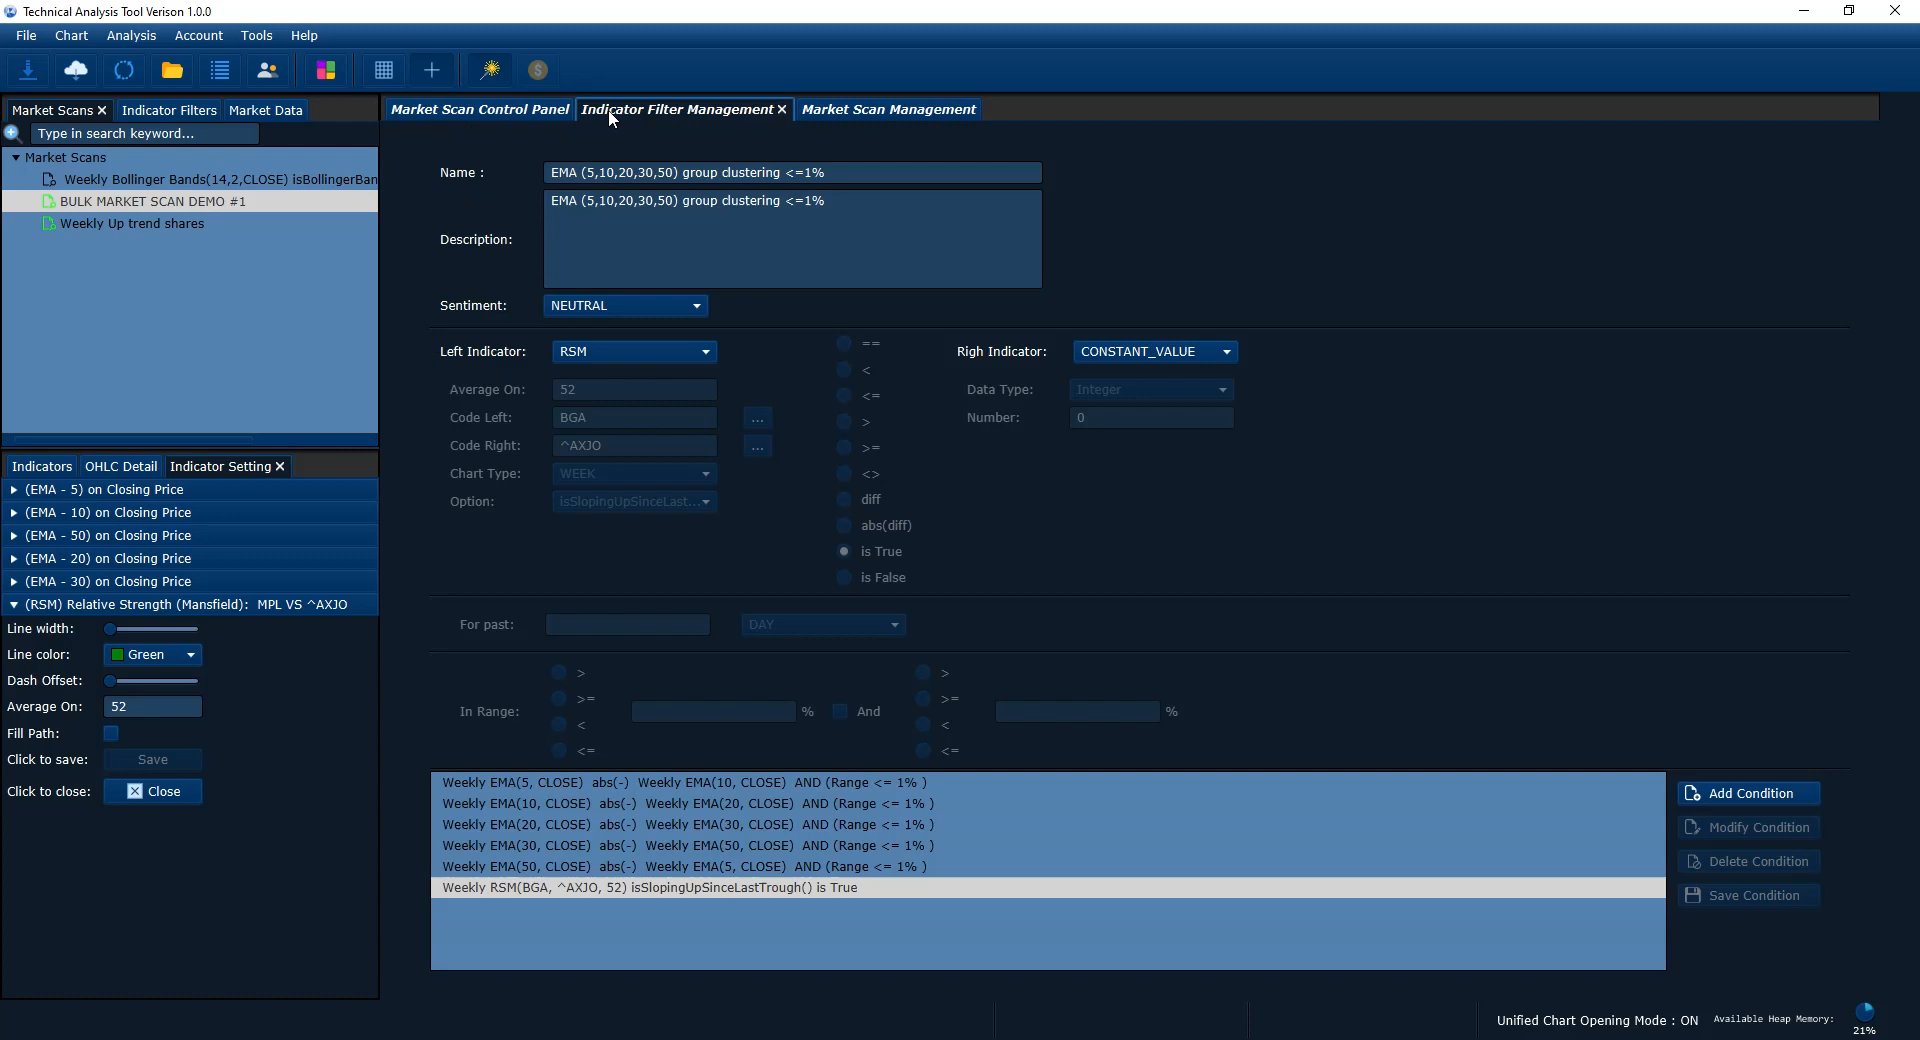 Technical Analysis Tool Verison 1.0.0
File Chart Analysis Account Tools Help
Market Scans Indicator Filters Market Data
Market Scan Control Panel Indicator Filter Management Market Scan Management
Type in search keyword...
Market Scans
Weekly Bollinger Bands(14,2,CLOSE) isBollingerBan
BULK MARKET SCAN DEMO #1
Weekly Up trend shares
Indicators OHLC Detail Indicator Setting
(EMA - 5) on Closing Price
(EMA - 10) on Closing Price
(EMA - 50) on Closing Price
(EMA - 20) on Closing Price
(EMA - 30) on Closing Price
(RSM) Relative Strength (Mansfield): MPL VS ^AXJO
Line width:
Line color: Green
Dash Offset:
Average On: 52
Fill Path:
Click to save: Save
Click to close: Close
Name : EMA (5,10,20,30,50) group clustering <=1%
Description: EMA (5,10,20,30,50) group clustering <=1%
Sentiment: NEUTRAL
Left Indicator: RSM
Average On: 52
Code Left: BGA ...
Code Right: ^AXJO ...
Chart Type: WEEK
Option: isSlopingUpSinceLast...
==
<
<=
>
>=
<>
diff
abs(diff)
is True
is False
Righ Indicator: CONSTANT_VALUE
Data Type: Integer
Number: 0
For past: DAY
In Range:
>
>=
<
<=
% And
>
>=
<
<=
%
Weekly EMA(5, CLOSE) abs(-) Weekly EMA(10, CLOSE) AND (Range <= 1% )
Weekly EMA(10, CLOSE) abs(-) Weekly EMA(20, CLOSE) AND (Range <= 1% )
Weekly EMA(20, CLOSE) abs(-) Weekly EMA(30, CLOSE) AND (Range <= 1% )
Weekly EMA(30, CLOSE) abs(-) Weekly EMA(50, CLOSE) AND (Range <= 1% )
Weekly EMA(50, CLOSE) abs(-) Weekly EMA(5, CLOSE) AND (Range <= 1% )
Weekly RSM(BGA, ^AXJO, 52) isSlopingUpSinceLastTrough() is True
Add Condition
Modify Condition
Delete Condition
Save Condition
Unified Chart Opening Mode : ON Available Heap Memory: 21%